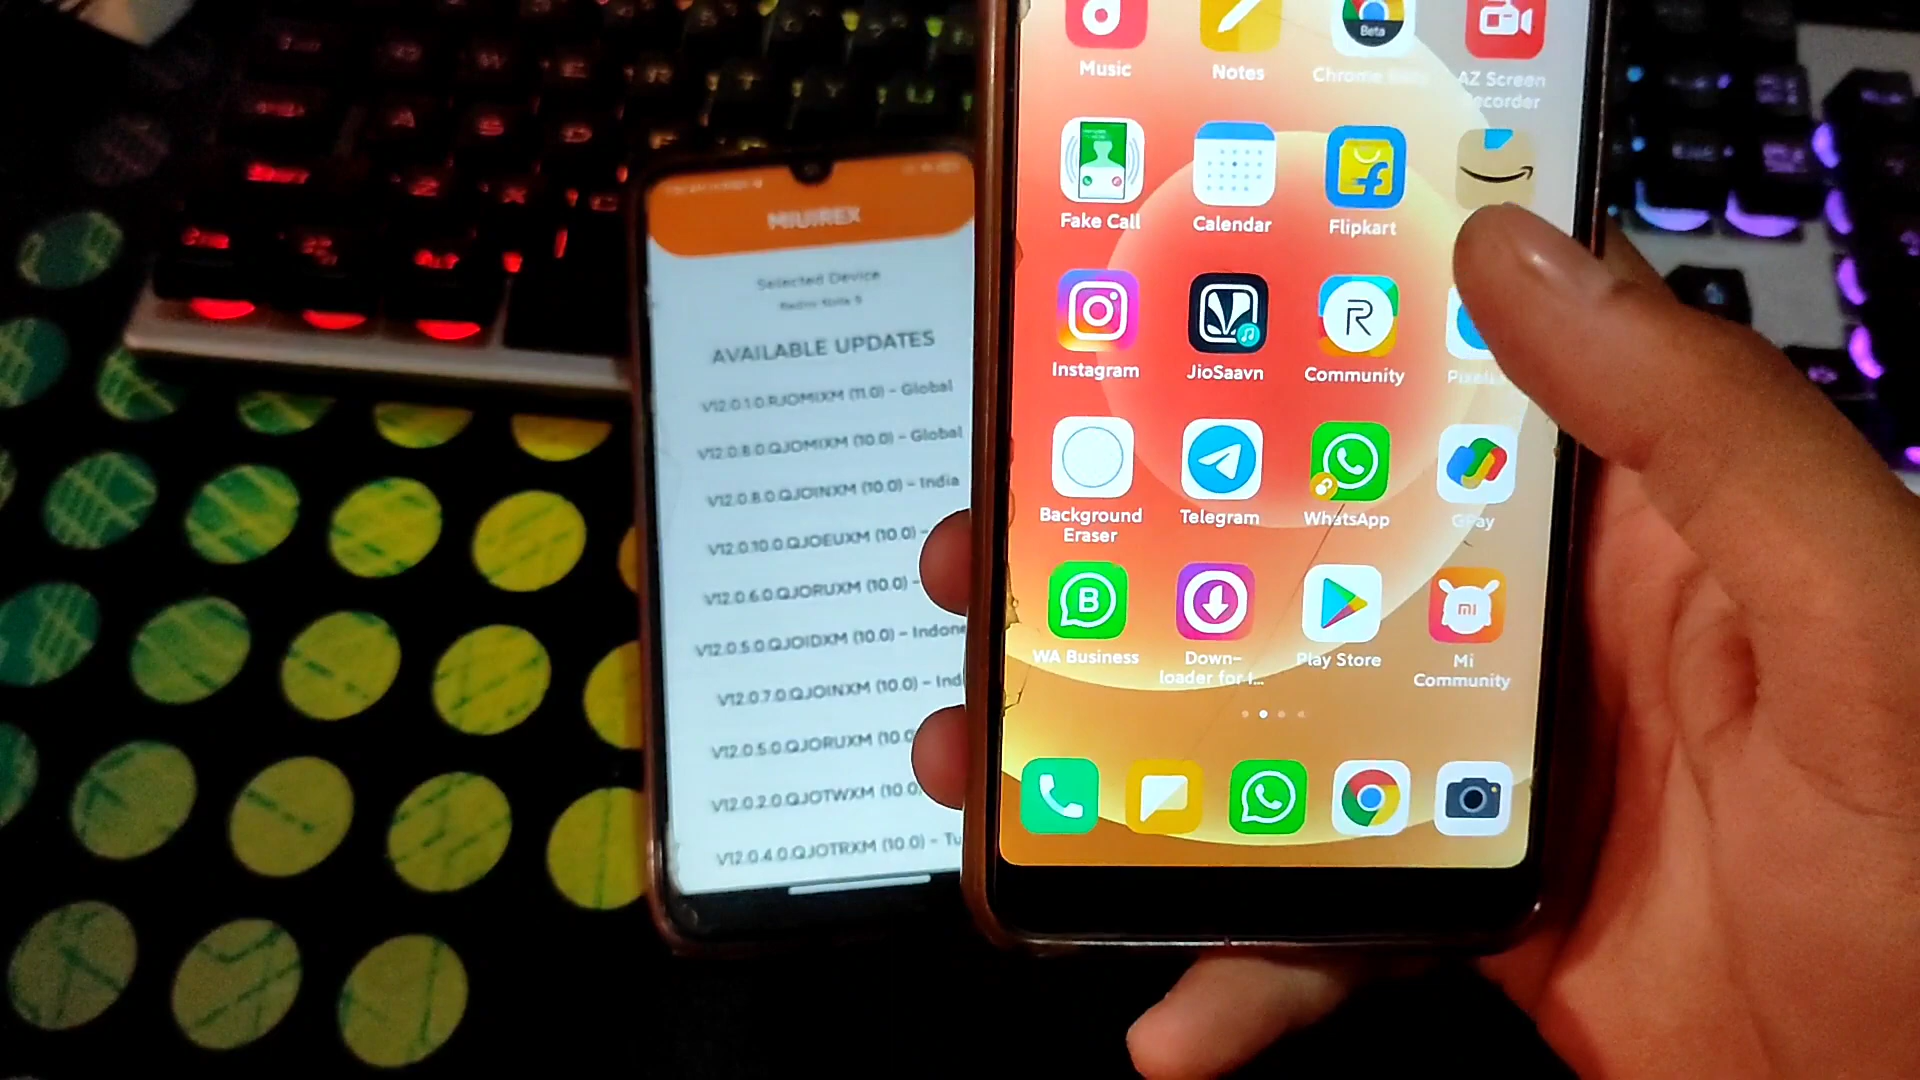 MIUIREX
Selected Device
AVAILABLE UPDATES
V12.0.1.0.RJOMIXM (11.0) - Global
V12.0.8.0.QJOMIXM (10.0) - Global
V12.0.8.0.QJOINXM (10.0) - India
V12.0.10.0.QJOEUXM (10.0) -
V12.0.6.0.QJORUXM (10.0) -
V12.0.5.0.QJOIDXM (10.0) - Indone
V12.0.7.0.QJOINXM (10.0) - Ind
V12.0.5.0.QJORUXM (10.0
V12.0.2.0.QJOTWXM (10.0
V12.0.4.0.QJOTRXM (10.0) - Tu
Beta
Music
Notes
Chrome
AZ Screen
Recorder
Fake Call
Calendar
Flipkart
Instagram
JioSaavn
R
Community
Background
Eraser
Telegram
WhatsApp
GPay
B
mi
WA Business
Down-
loader for I...
Play Store
Mi
Community